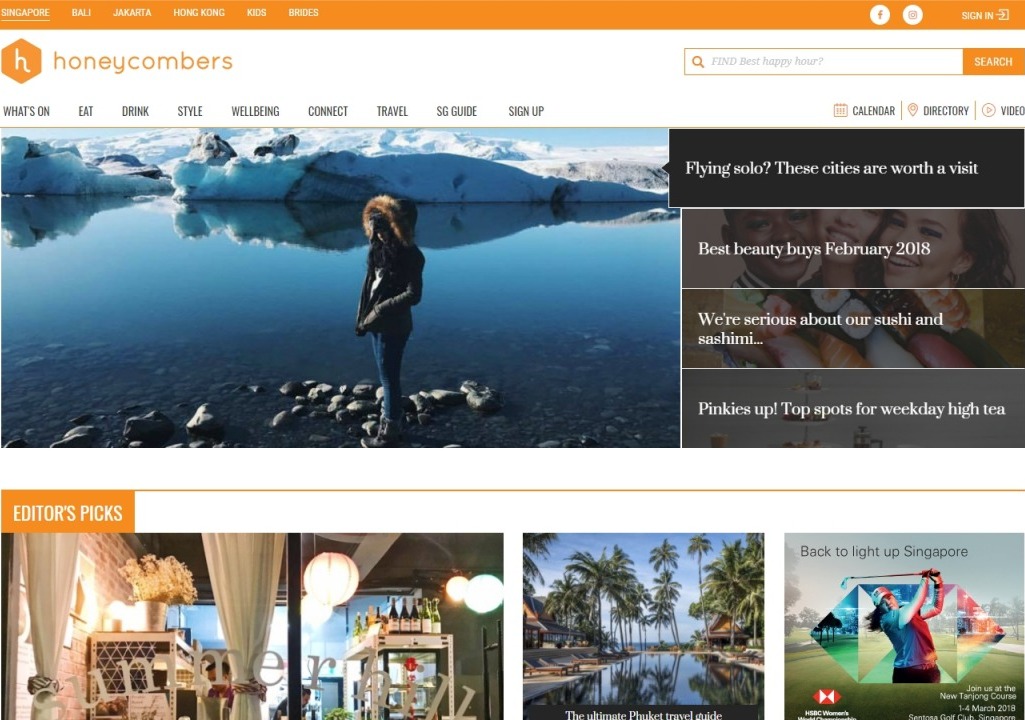 SINGAPORE BALI JAKARTA HONG KONG KIDS BRIDES
SIGN IN
honeycombers
FIND Best happy hour?
SEARCH
WHAT'S ON EAT DRINK STYLE WELLBEING CONNECT TRAVEL SG GUIDE SIGN UP
CALENDAR DIRECTORY VIDEO
Flying solo? These cities are worth a visit
Best beauty buys February 2018
We're serious about our sushi and
sashimi...
Pinkies up! Top spots for weekday high tea
EDITOR'S PICKS
summerhill
The ultimate Phuket travel guide
Back to light up Singapore
Join us at the
New Tanjong Course
HSBC Women's
1-4 March 2018
World Championship
Sentosa Golf Club, Singapore